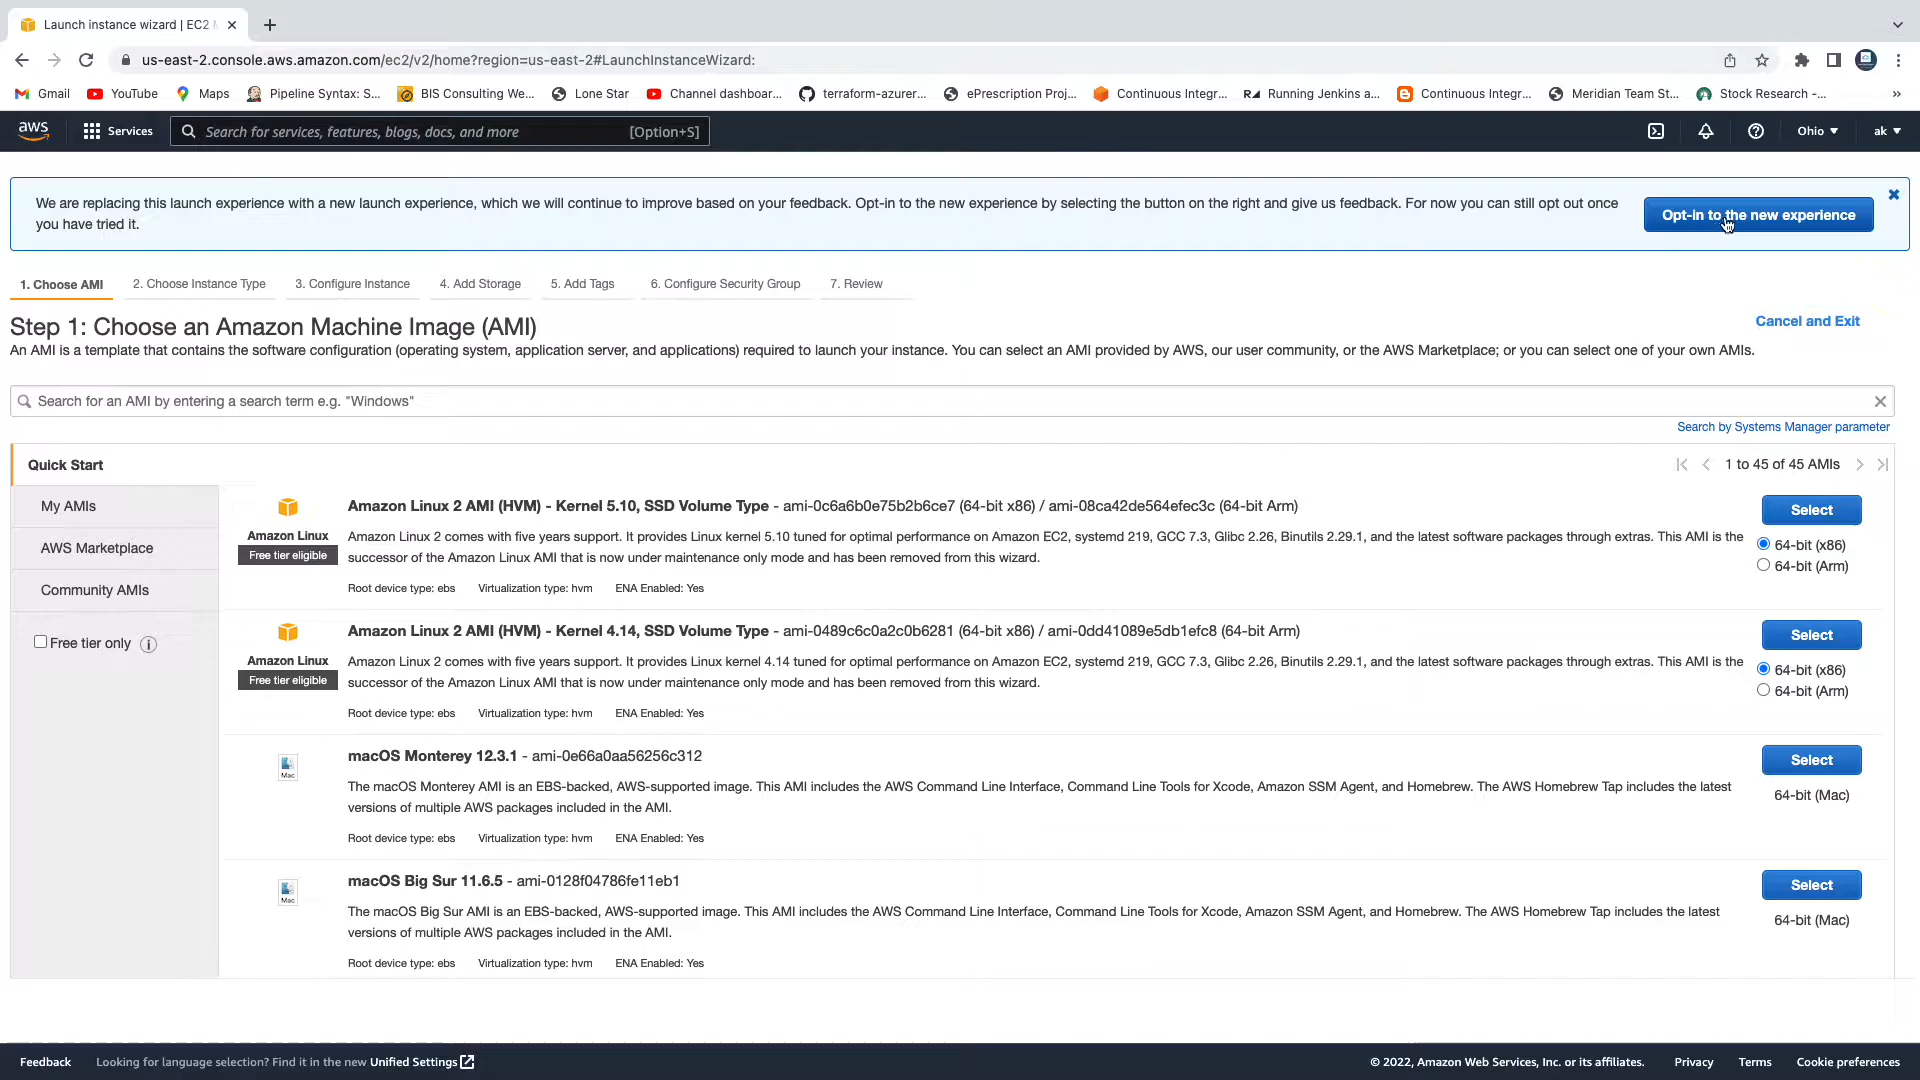 Launch instance wizard | EC2 M
us-east-2.console.aws.amazon.com/ec2/v2/home?region=us-east-2#LaunchInstanceWizard:
Gmail YouTube Maps Pipeline Syntax: S... BIS Consulting We... Lone Star Channel dashboar... terraform-azurer... ePrescription Proj... Continuous Integr... Running Jenkins a... Continuous Integr... Meridian Team St... Stock Research -... »
aws Services Search for services, features, blogs, docs, and more [Option+S] Ohio ak
We are replacing this launch experience with a new launch experience, which we will continue to improve based on your feedback. Opt-in to the new experience by selecting the button on the right and give us feedback. For now you can still opt out once
you have tried it.
Opt-in to the new experience
1. Choose AMI 2. Choose Instance Type 3. Configure Instance 4. Add Storage 5. Add Tags 6. Configure Security Group 7. Review
Step 1: Choose an Amazon Machine Image (AMI)
Cancel and Exit
An AMI is a template that contains the software configuration (operating system, application server, and applications) required to launch your instance. You can select an AMI provided by AWS, our user community, or the AWS Marketplace; or you can select one of your own AMIs.
Search for an AMI by entering a search term e.g. "Windows"
Search by Systems Manager parameter
Quick Start
1 to 45 of 45 AMIs
My AMIs
AWS Marketplace
Community AMIs
Free tier only
Amazon Linux
Free tier eligible
Amazon Linux 2 AMI (HVM) - Kernel 5.10, SSD Volume Type - ami-0c6a6b0e75b2b6ce7 (64-bit x86) / ami-08ca42de564efec3c (64-bit Arm)
Amazon Linux 2 comes with five years support. It provides Linux kernel 5.10 tuned for optimal performance on Amazon EC2, systemd 219, GCC 7.3, Glibc 2.26, Binutils 2.29.1, and the latest software packages through extras. This AMI is the
successor of the Amazon Linux AMI that is now under maintenance only mode and has been removed from this wizard.
Root device type: ebs Virtualization type: hvm ENA Enabled: Yes
Select
64-bit (x86)
64-bit (Arm)
Amazon Linux
Free tier eligible
Amazon Linux 2 AMI (HVM) - Kernel 4.14, SSD Volume Type - ami-0489c6c0a2c0b6281 (64-bit x86) / ami-0dd41089e5db1efc8 (64-bit Arm)
Amazon Linux 2 comes with five years support. It provides Linux kernel 4.14 tuned for optimal performance on Amazon EC2, systemd 219, GCC 7.3, Glibc 2.26, Binutils 2.29.1, and the latest software packages through extras. This AMI is the
successor of the Amazon Linux AMI that is now under maintenance only mode and has been removed from this wizard.
Root device type: ebs Virtualization type: hvm ENA Enabled: Yes
Select
64-bit (x86)
64-bit (Arm)
Mac
macOS Monterey 12.3.1 - ami-0e66a0aa56256c312
The macOS Monterey AMI is an EBS-backed, AWS-supported image. This AMI includes the AWS Command Line Interface, Command Line Tools for Xcode, Amazon SSM Agent, and Homebrew. The AWS Homebrew Tap includes the latest
versions of multiple AWS packages included in the AMI.
Root device type: ebs Virtualization type: hvm ENA Enabled: Yes
Select
64-bit (Mac)
Mac
macOS Big Sur 11.6.5 - ami-0128f04786fe11eb1
The macOS Big Sur AMI is an EBS-backed, AWS-supported image. This AMI includes the AWS Command Line Interface, Command Line Tools for Xcode, Amazon SSM Agent, and Homebrew. The AWS Homebrew Tap includes the latest
versions of multiple AWS packages included in the AMI.
Root device type: ebs Virtualization type: hvm ENA Enabled: Yes
Select
64-bit (Mac)
Feedback Looking for language selection? Find it in the new Unified Settings © 2022, Amazon Web Services, Inc. or its affiliates. Privacy Terms Cookie preferences